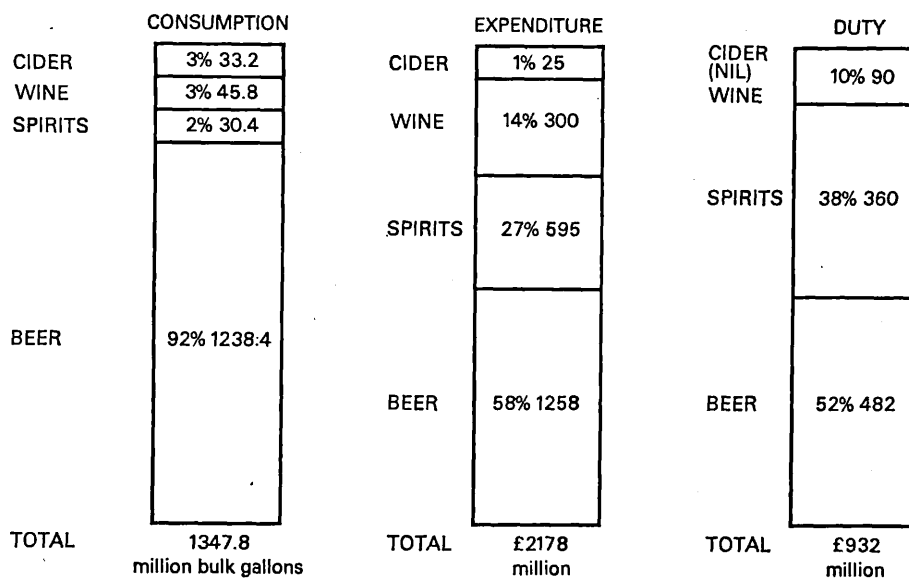 CONSUMPTION
CIDER 3% 33.2
WINE 3% 45.8
SPIRITS 2% 30.4
BEER 92% 1238:4
TOTAL 1347.8
million bulk gallons
EXPENDITURE
CIDER 1% 25
WINE 14% 300
SPIRITS 27% 595
BEER 58% 1258
TOTAL £2178
million
DUTY
CIDER
(NIL) 10% 90
WINE
SPIRITS 38% 360
BEER 52% 482
TOTAL £932
million